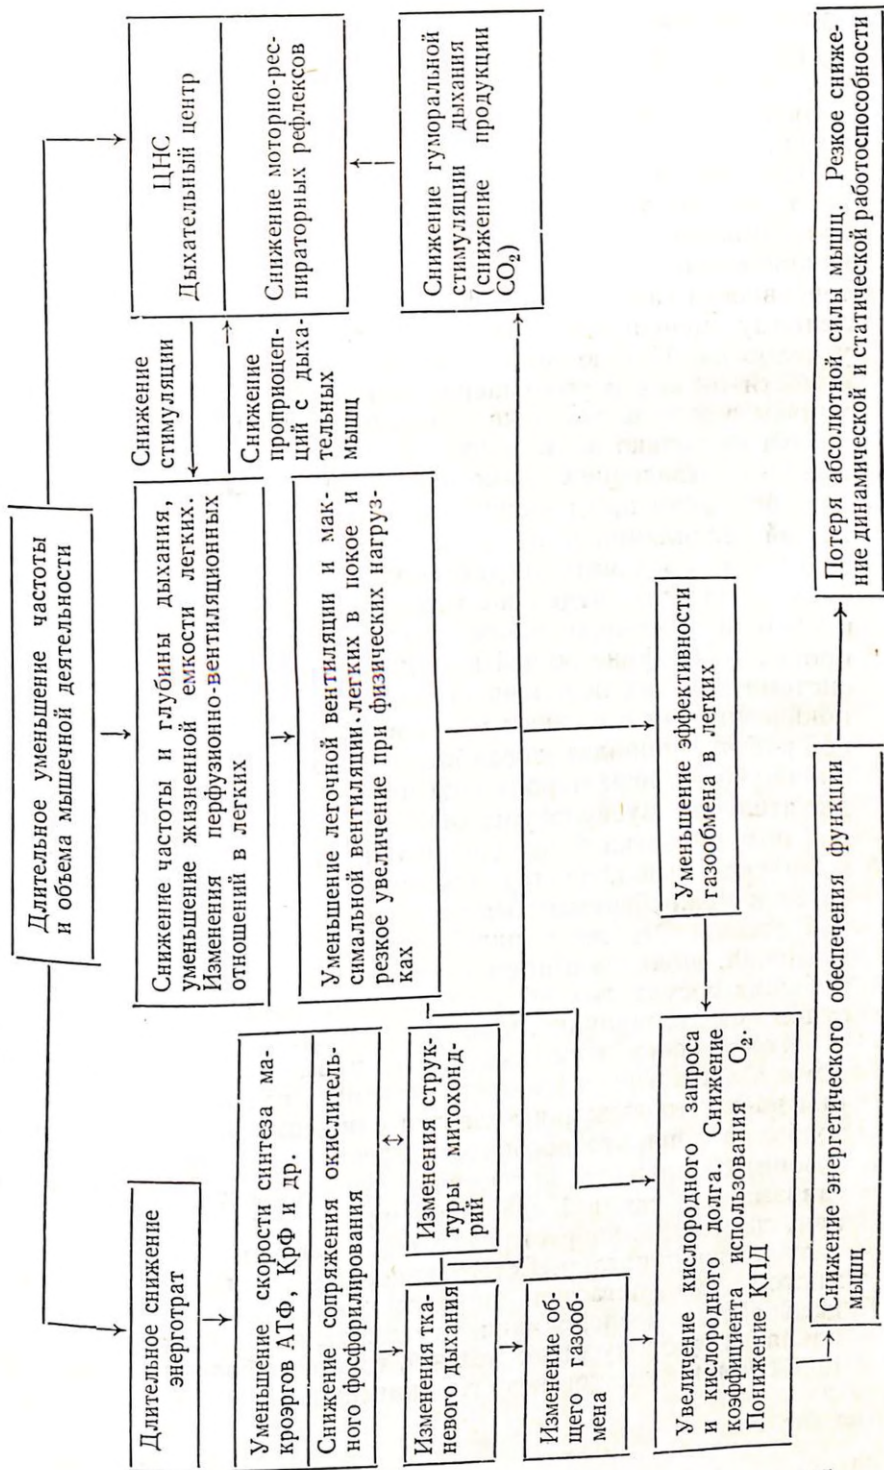 Длительное уменьшение частоты
и объема мышечной деятельности
Длительное снижение
энерготрат
Уменьшение скорости синтеза ма-
кроэргов АТф, КрФ и др.
Снижение сопряжения окислитель-
ного фосфорилирования
Изменения тка-
невого дыхания
Изменения струк-
туры митохонд-
рий
Изменение об-
щего газооб-
мена
Увеличение кислородного запроса
и кислородного долга. Снижение
коэффициента использования O₂.
Понижение КПД
Снижение частоты и глубины дыхания,
уменьшение жизненной емкости легких.
Изменения перфузионно-вентиляционных
отношений в легких
Уменьшение легочной вентиляции и мак-
симальной вентиляции.легких в покое и
резкое увеличение при физических нагруз-
ках
Уменьшение эффективности
газообмена в легких
Снижение
стимуляции
Снижение
проприоцеп-
ций с дыха-
тельных
мышц
ЦНС
Дыхательный центр
Снижение моторно-рес-
пираторных рефлексов
Снижение гуморальной
стимуляции дыхания
(снижение продукции
CO₂)
Снижение энергетического обеспечения функции
мышц
Потеря абсолютной силы мышц. Резкое сниже-
ние динамической и статической работоспособности